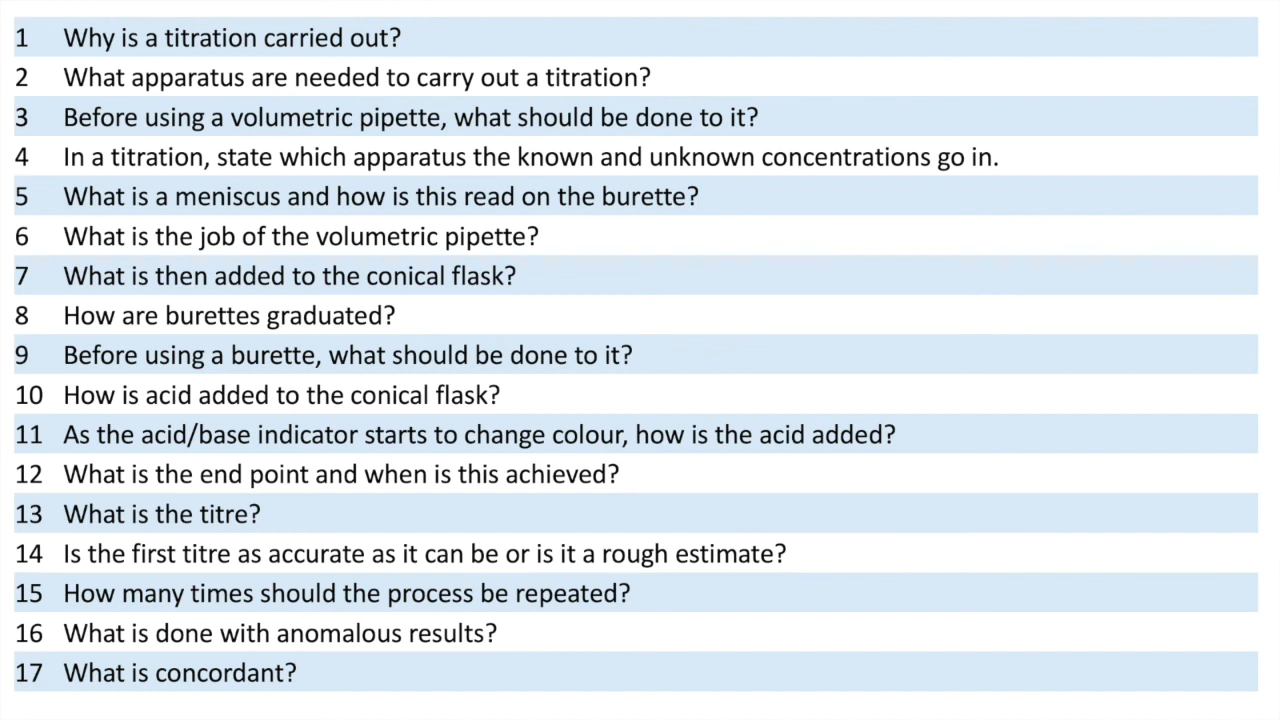 1 Why is a titration carried out?
2 What apparatus are needed to carry out a titration?
3 Before using a volumetric pipette, what should be done to it?
4 In a titration, state which apparatus the known and unknown concentrations go in.
5 What is a meniscus and how is this read on the burette?
6 What is the job of the volumetric pipette?
7 What is then added to the conical flask?
8 How are burettes graduated?
9 Before using a burette, what should be done to it?
10 How is acid added to the conical flask?
11 As the acid/base indicator starts to change colour, how is the acid added?
12 What is the end point and when is this achieved?
13 What is the titre?
14 Is the first titre as accurate as it can be or is it a rough estimate?
15 How many times should the process be repeated?
16 What is done with anomalous results?
17 What is concordant?